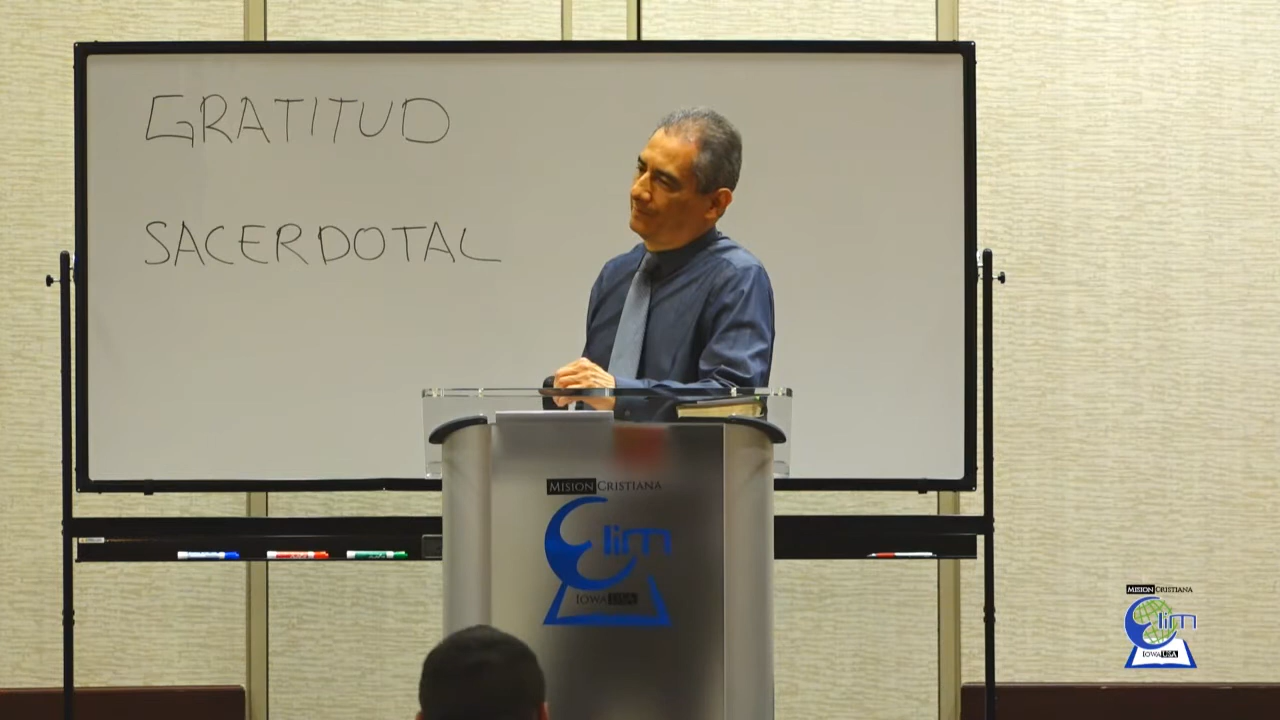 GRATITUD
SACERDOTAL
MISION CRISTIANA
Elim
IOWA USA
MISION CRISTIANA
Elim
IOWA USA